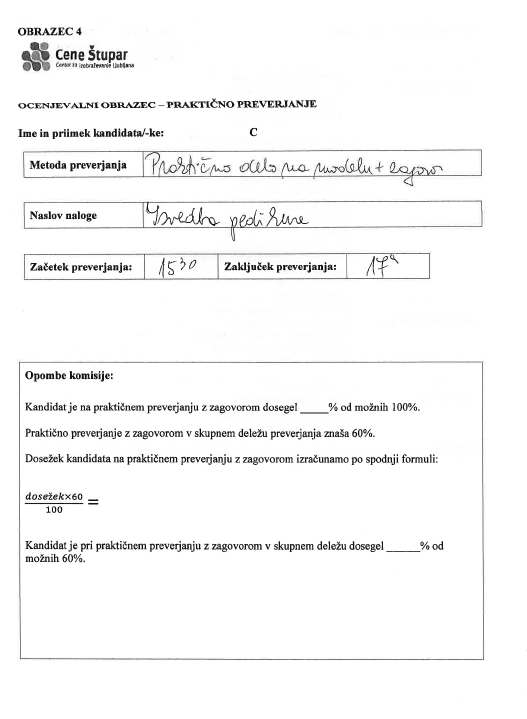 OBRAZEC 4
Cene Štupar
Center za izobraževanje Ljubljana
OCENJEVALNI OBRAZEC – PRAKTIČNO PREVERJANJE
Ime in priimek kandidata/-ke: C
Metoda preverjanja Praktično delo na modelu + zagovor
Naslov naloge Izvedba pedikure
Začetek preverjanja: 15 30 Zaključek preverjanja: 17
Opombe komisije:
Kandidat je na praktičnem preverjanju z zagovorom dosegel _____% od možnih 100%.
Praktično preverjanje z zagovorom v skupnem deležu preverjanja znaša 60%.
Dosežek kandidata na praktičnem preverjanju z zagovorom izračunamo po spodnji formuli:
dosežek×60
100 =
Kandidat je pri praktičnem preverjanju z zagovorom v skupnem deležu dosegel ______% od
možnih 60%.